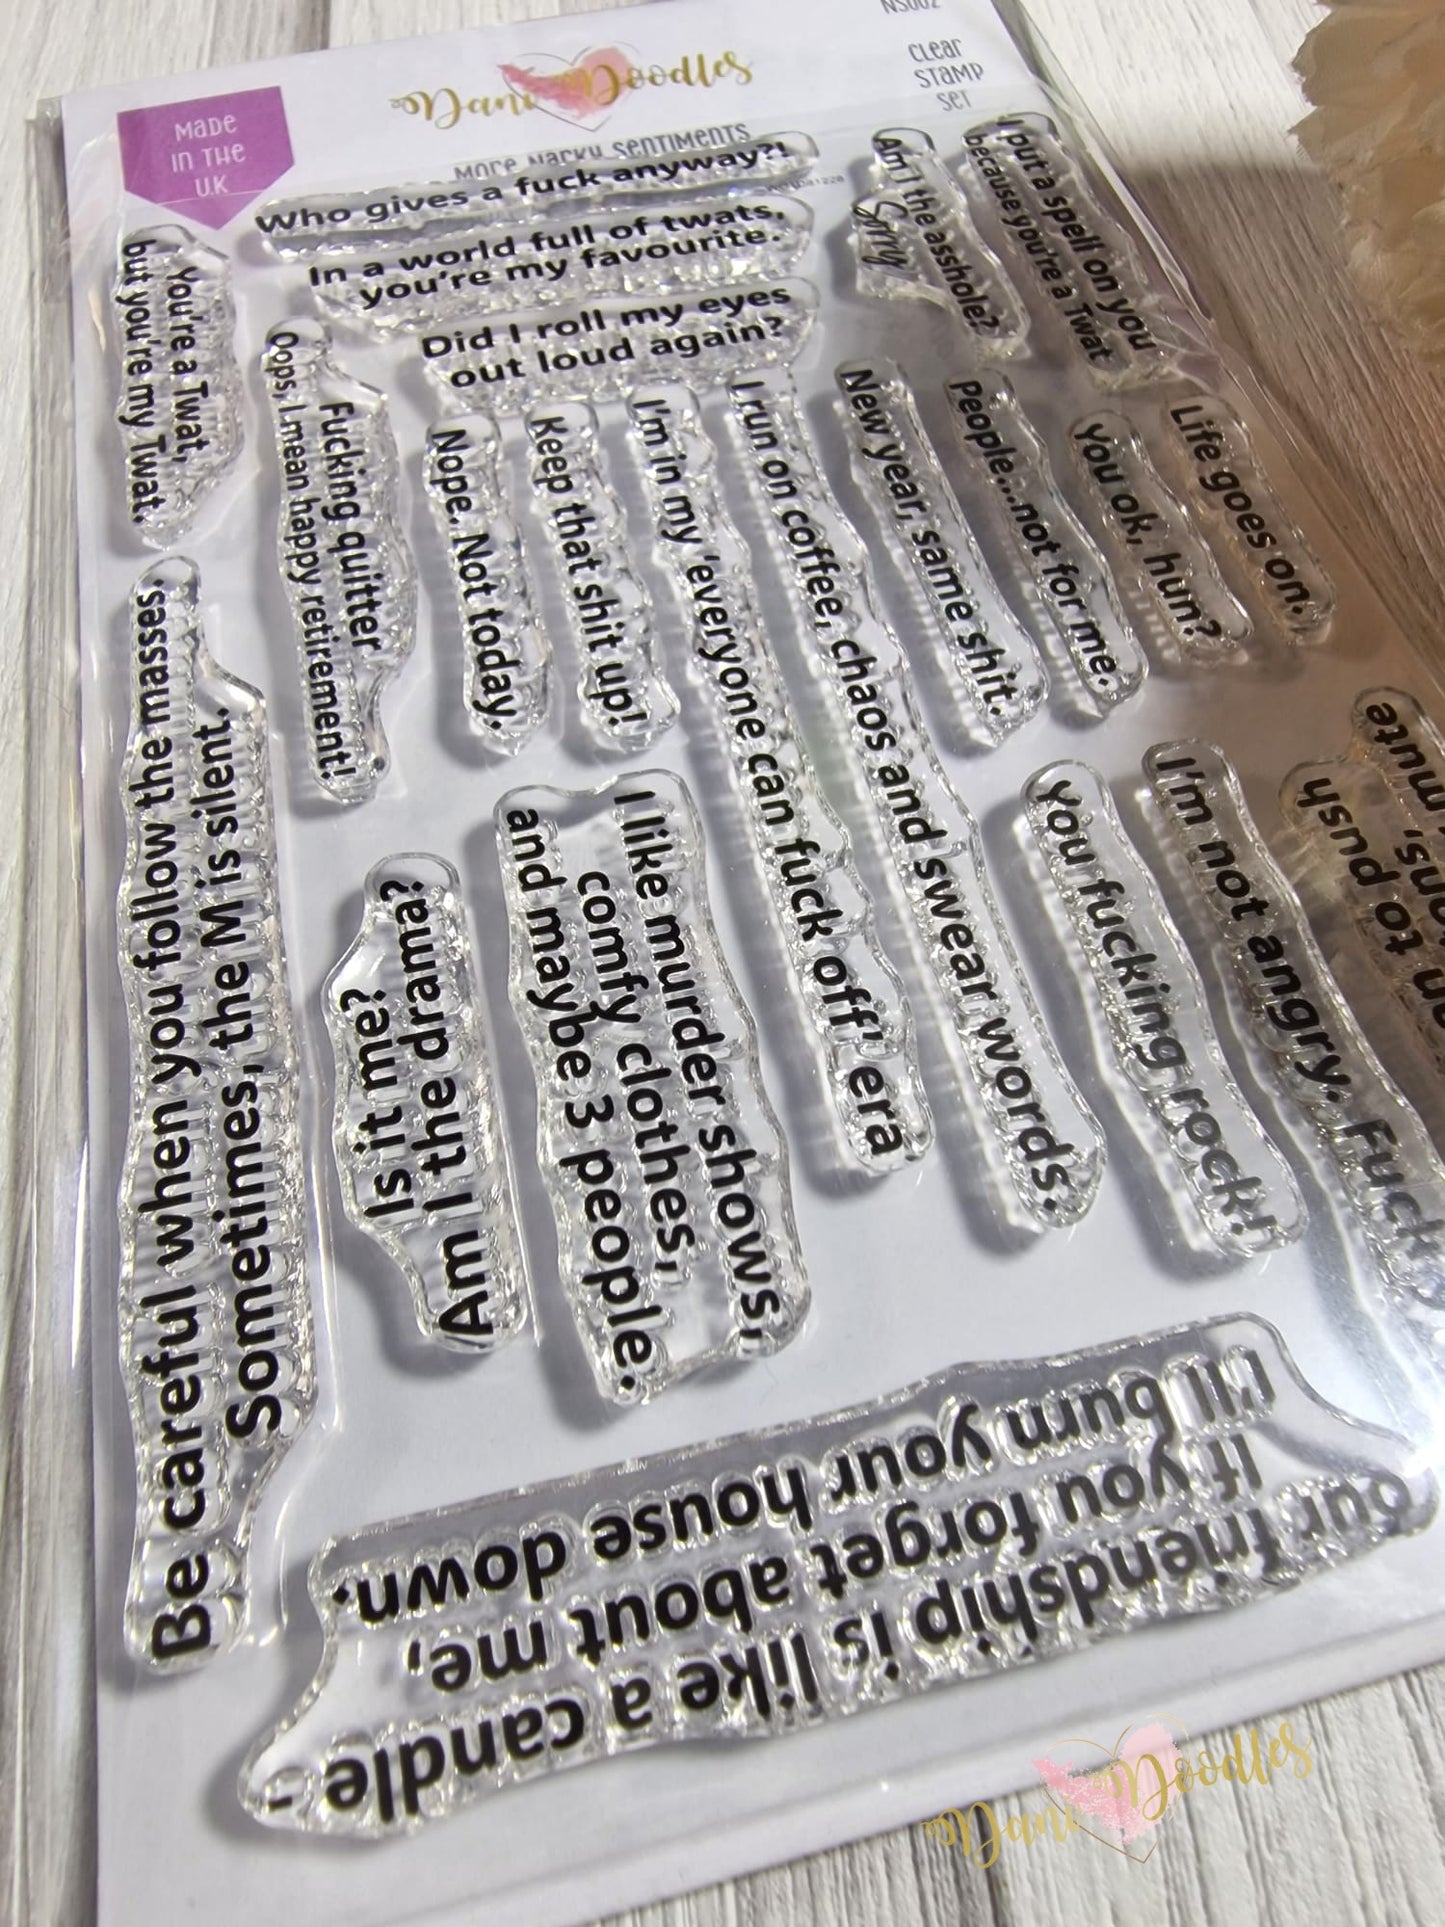 NS002
Dani Doodles
CLEAR
STAMP
SET
MADE
IN THE
U.K
MORE NARKY SENTIMENTS
Who gives a fuck anyway?!
In a world full of twats,
you're my favourite.
Did I roll my eyes
out loud again?
Sorry
Am I the asshole?
I put a spell on you
because you're a Twat
You're a Twat,
but you're my Twat.
Fucking quitter
Oops, I mean happy retirement!
Nope. Not today.
Keep that shit up!
I'm in my 'everyone can fuck off' era
I run on coffee, chaos and swear words.
New year, same shit.
People...not for me.
You ok, hun?
Life goes on.
Be careful when you follow the masses.
Sometimes, the M is silent.
Is it me?
Am I the drama?
I like murder shows,
comfy clothes,
and maybe 3 people.
You fucking rock!
I'm not angry. Fuck
to push
mute
Our friendship is like a candle -
If you forget about me,
I'll burn your house down.
Dani Doodles